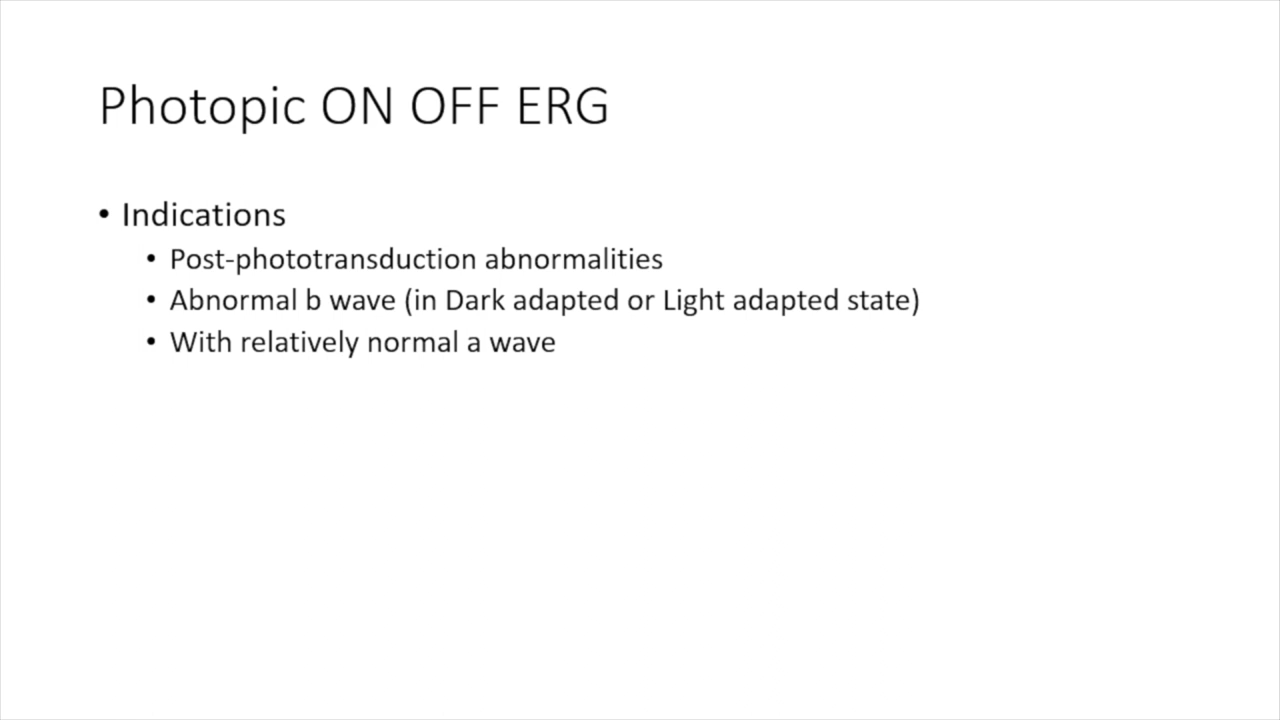 Photopic ON OFF ERG
• Indications
• Post-phototransduction abnormalities
• Abnormal b wave (in Dark adapted or Light adapted state)
• With relatively normal a wave